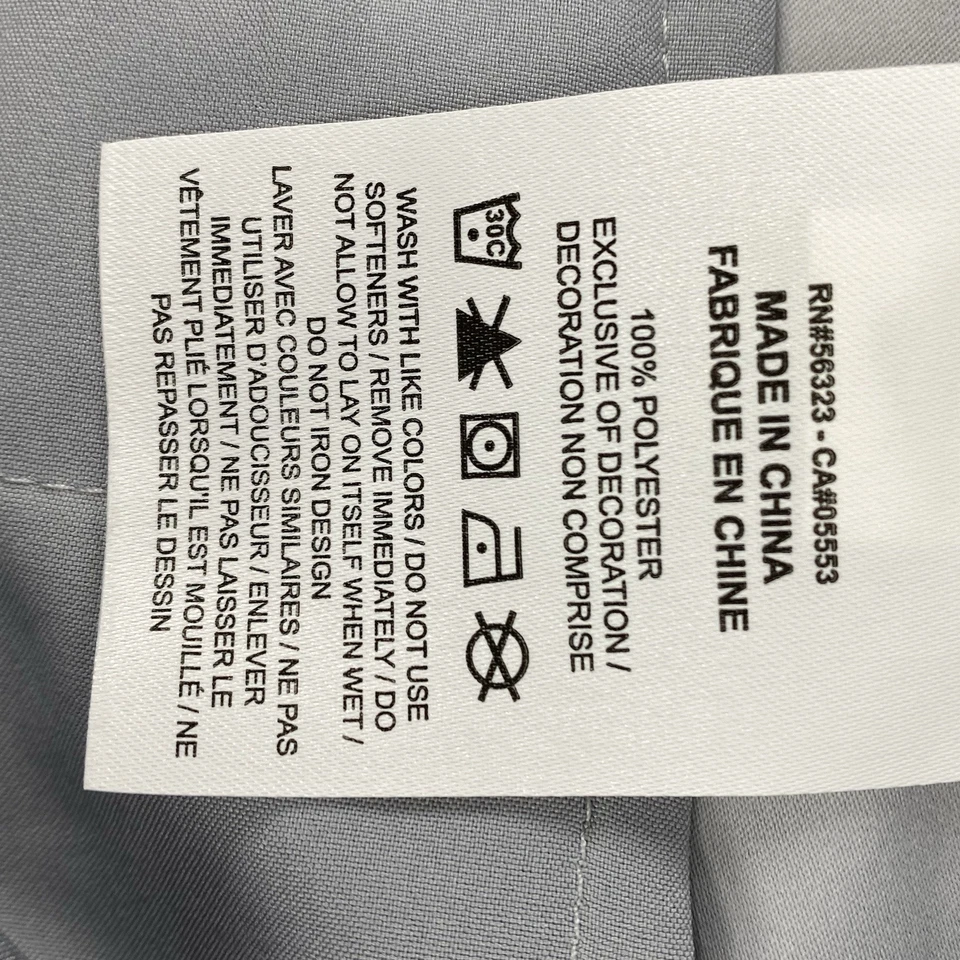 RN#56323 - CA#05553
MADE IN CHINA
FABRIQUE EN CHINE
100% POLYESTER
EXCLUSIVE OF DECORATION /
DECORATION NON COMPRISE
30C
WASH WITH LIKE COLORS / DO NOT USE
SOFTENERS / REMOVE IMMEDIATELY / DO
NOT ALLOW TO LAY ON ITSELF WHEN WET /
DO NOT IRON DESIGN
LAVER AVEC COULEURS SIMILAIRES / NE PAS
UTILISER D'ADOUCISSEUR / ENLEVER
IMMEDIATEMENT / NE PAS LAISSER LE
VÊTEMENT PLIÉ LORSQU'IL EST MOUILLÉ / NE
PAS REPASSER LE DESSIN